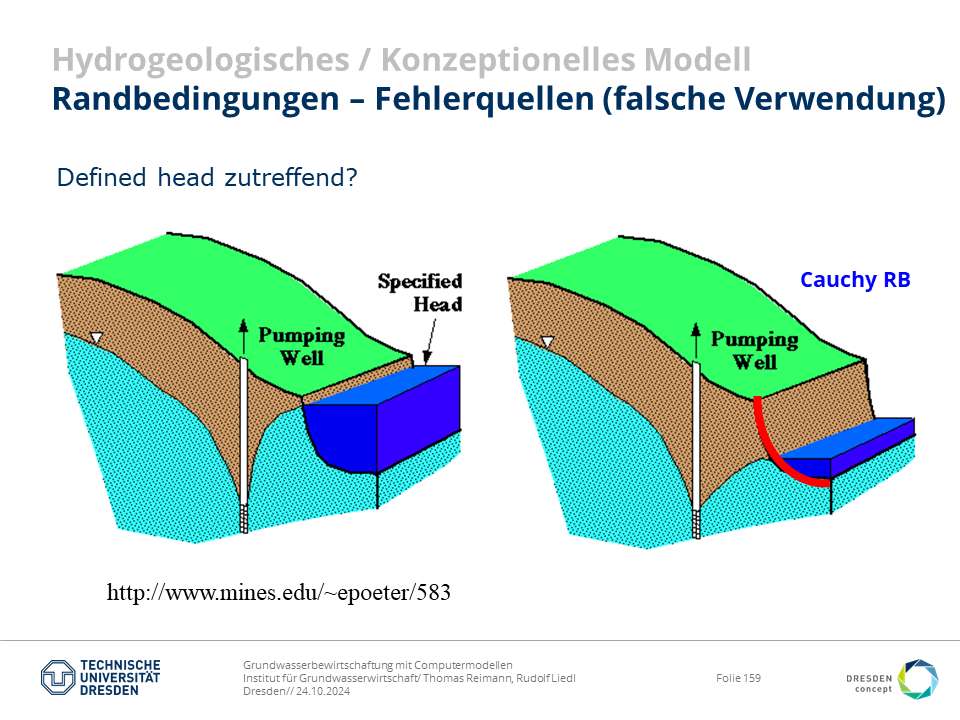 Hydrogeologisches / Konzeptionelles Modell
Randbedingungen – Fehlerquellen (falsche Verwendung)
Defined head zutreffend?
Specified
Head
Pumping
Well
Cauchy RB
Pumping
Well
http://www.mines.edu/~epoeter/583
TECHNISCHE
UNIVERSITÄT
DRESDEN
Grundwasserbewirtschaftung mit Computermodellen
Institut für Grundwasserwirtschaft/ Thomas Reimann, Rudolf Liedl
Dresden// 24.10.2024
Folie 159
DRESDEN
concept